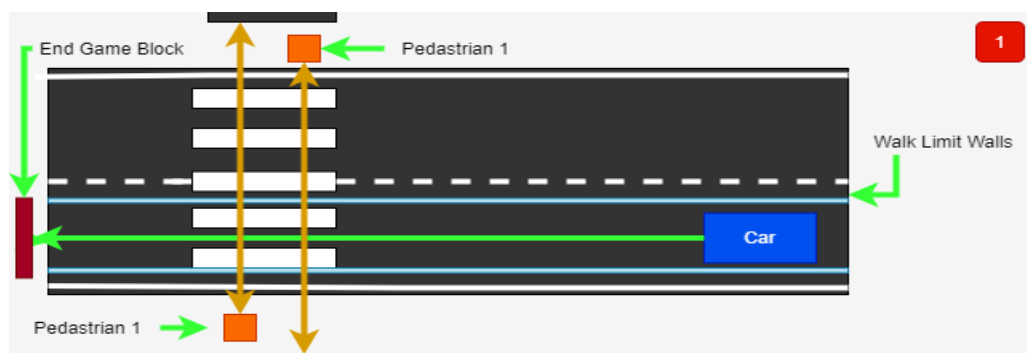 End Game Block
Pedastrian 1
1
Walk Limit Walls
Car
Pedastrian 1